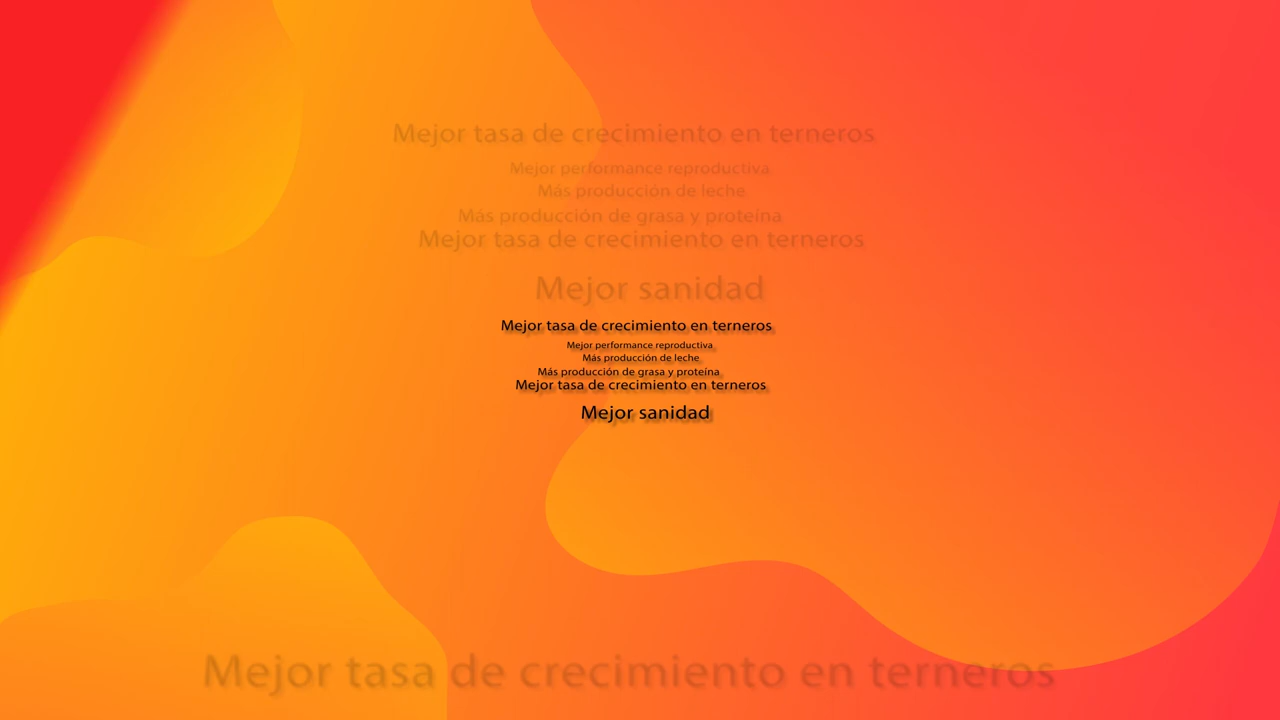 Mejor tasa de crecimiento en terneros
Mejor performance reproductiva
Más producción de leche
Más producción de grasa y proteína
Mejor tasa de crecimiento en terneros
Mejor sanidad
Mejor tasa de crecimiento en terneros
Mejor performance reproductiva
Más producción de leche
Más producción de grasa y proteína
Mejor tasa de crecimiento en terneros
Mejor sanidad
Mejor tasa de crecimiento en terneros